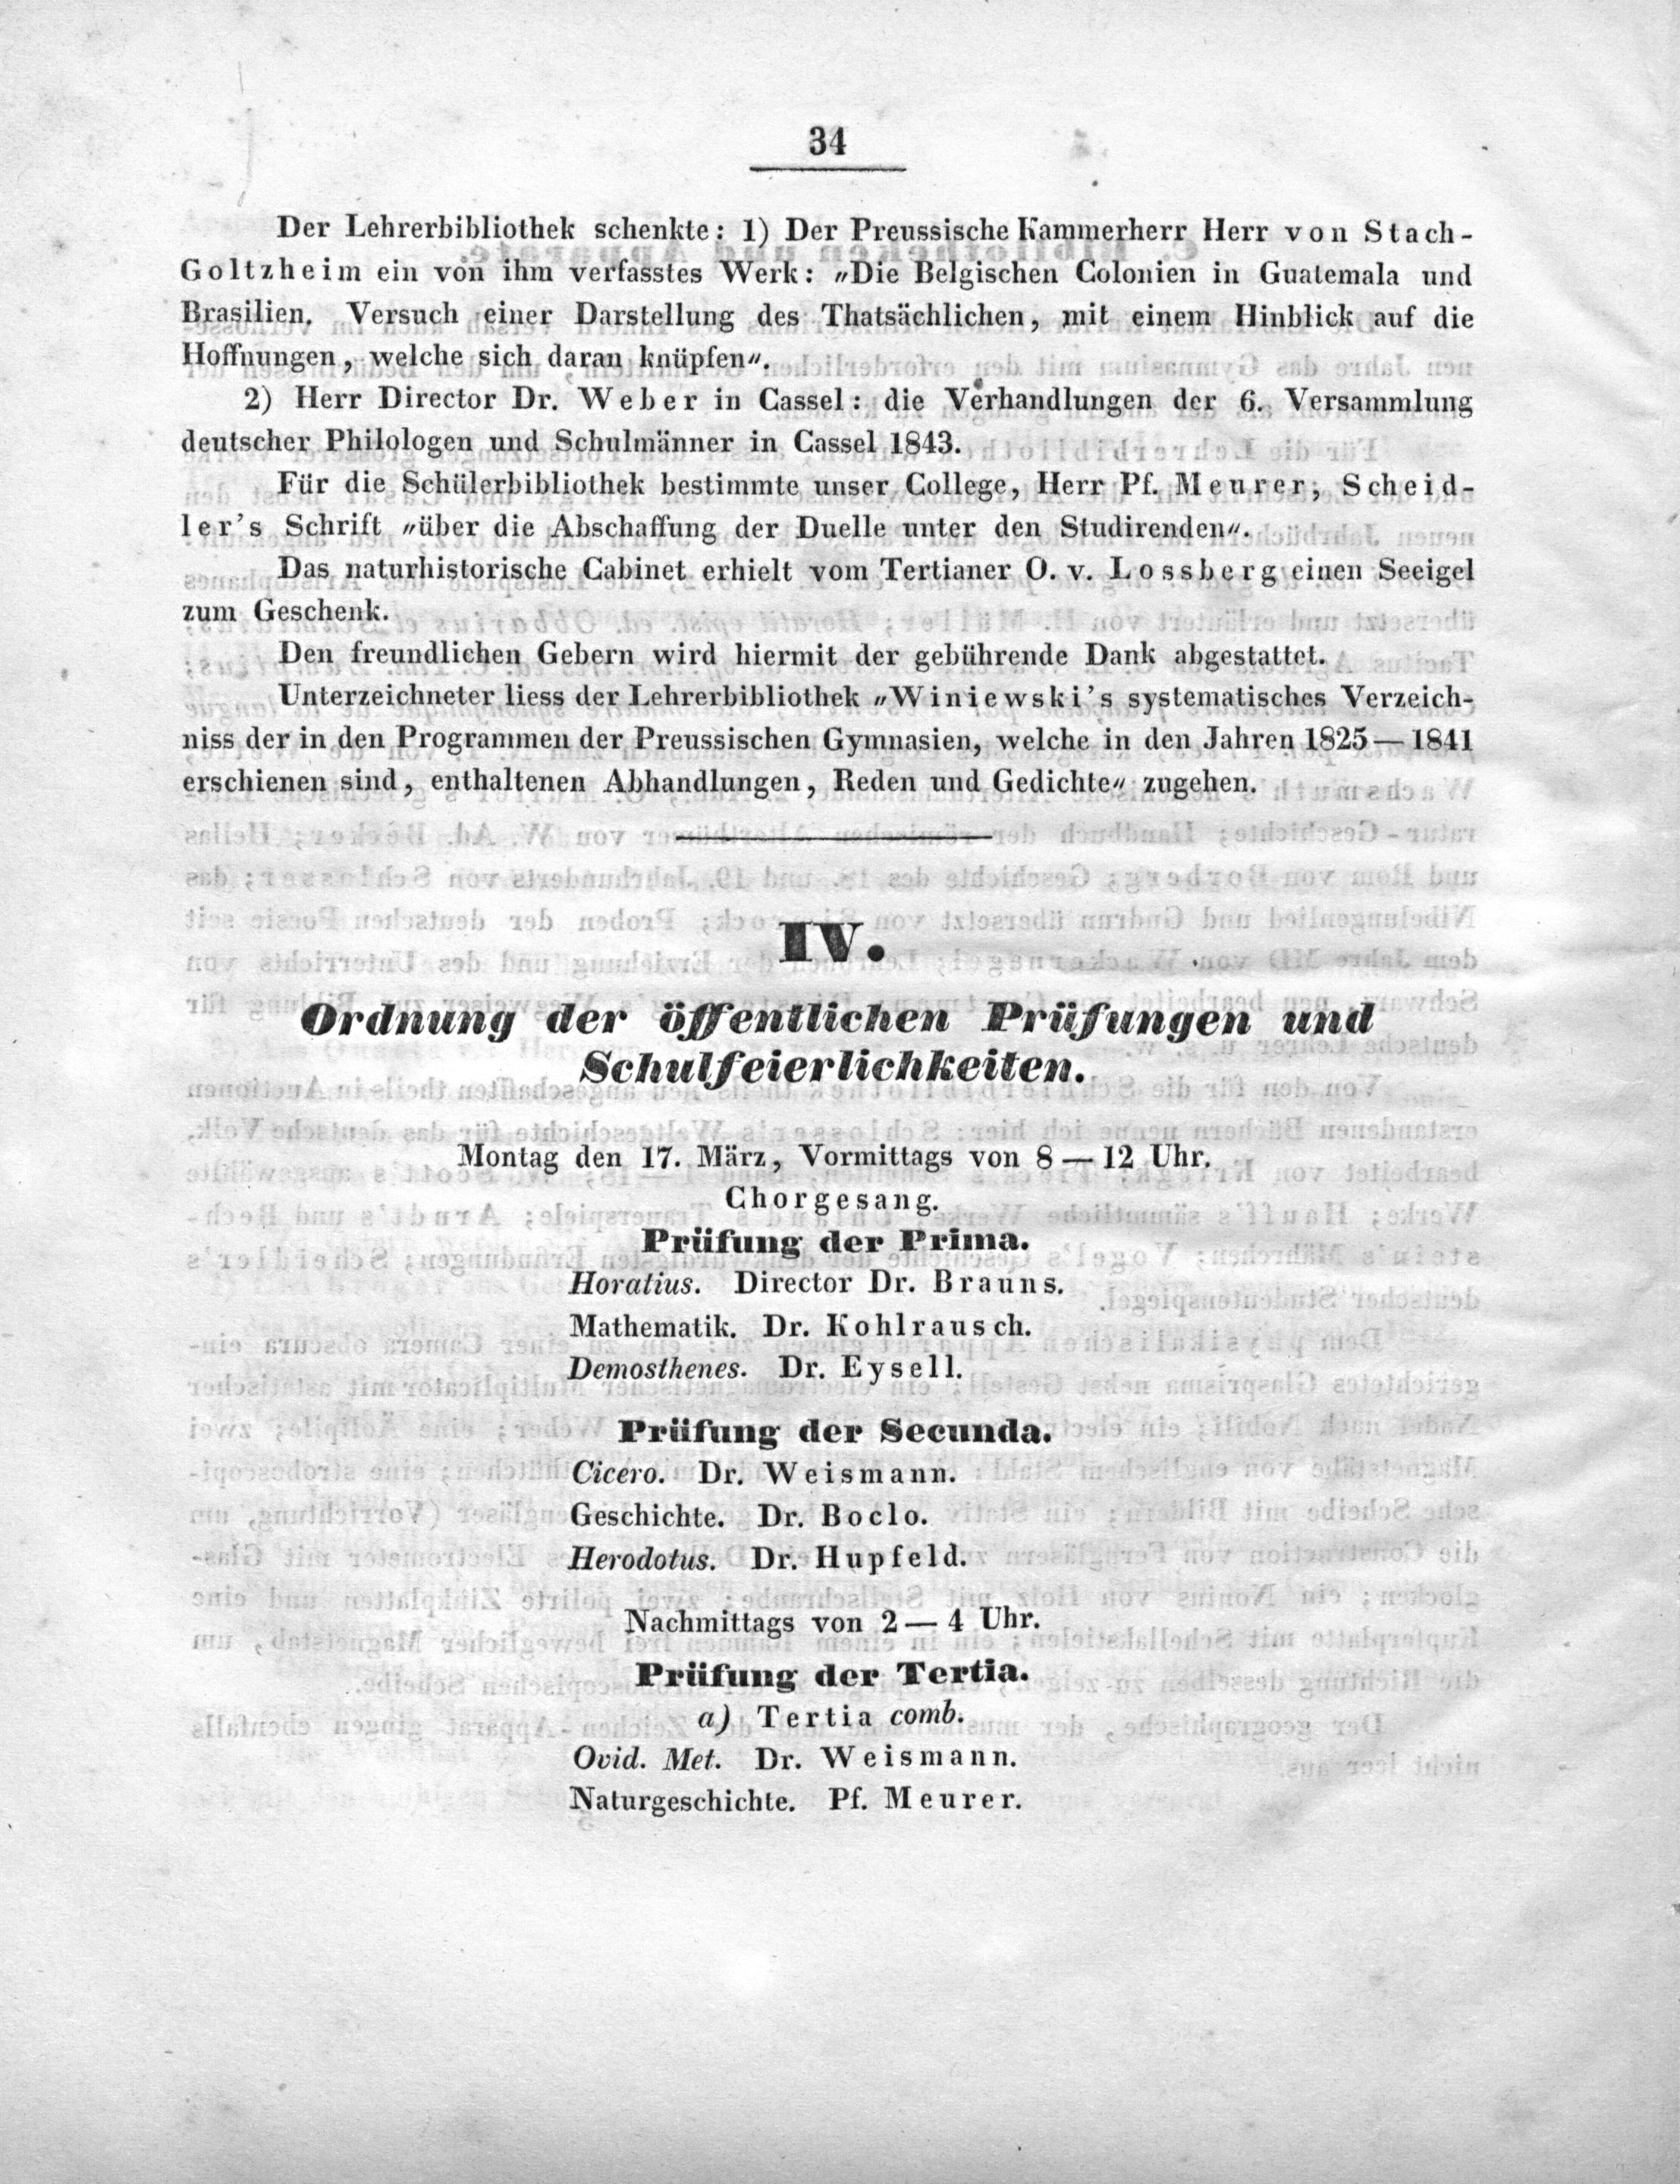 34
Der Lehrerbibliothek schenkte: 1) Der Preussische Kammerherr Herr von Stach-
Goltzheim ein von ihm verfasstes Werk: „Die Belgischen Colonien in Guatemala und
Brasilien. Versuch einer Darstellung des Thatsächlichen, mit einem Hinblick auf die
Hoffnungen, welche sich daran knüpfen„.
2) Herr Director Dr. Weber in Cassel: die Verhandlungen der 6. Versammlung
deutscher Philologen und Schulmänner in Cassel 1843.
Für die Schülerbibliothek bestimmte unser College, Herr Pf. Meurer, Scheid-
ler's Schrift „über die Abschaffung der Duelle unter den Studirenden„.
Das naturhistorische Cabinet erhielt vom Tertianer O. v. Lossberg einen Seeigel
zum Geschenk.
Den freundlichen Gebern wird hiermit der gebührende Dank abgestattet.
Unterzeichneter liess der Lehrerbibliothek „Winiewski's systematisches Verzeich-
niss der in den Programmen der Preussischen Gymnasien, welche in den Jahren 1825—1841
erschienen sind, enthaltenen Abhandlungen, Reden und Gedichte„ zugehen.
IV.
Ordnung der öffentlichen Prüfungen und
Schulfeierlichkeiten.
Montag den 17. März, Vormittags von 8—12 Uhr.
Chorgesang.
Prüfung der Prima.
Horatius. Director Dr. Brauns.
Mathematik. Dr. Kohlrausch.
Demosthenes. Dr. Eysell.
Prüfung der Secunda.
Cicero. Dr. Weismann.
Geschichte. Dr. Boclo.
Herodotus. Dr. Hupfeld.
Nachmittags von 2—4 Uhr.
Prüfung der Tertia.
a) Tertia comb.
Ovid. Met. Dr. Weismann.
Naturgeschichte. Pf. Meurer.